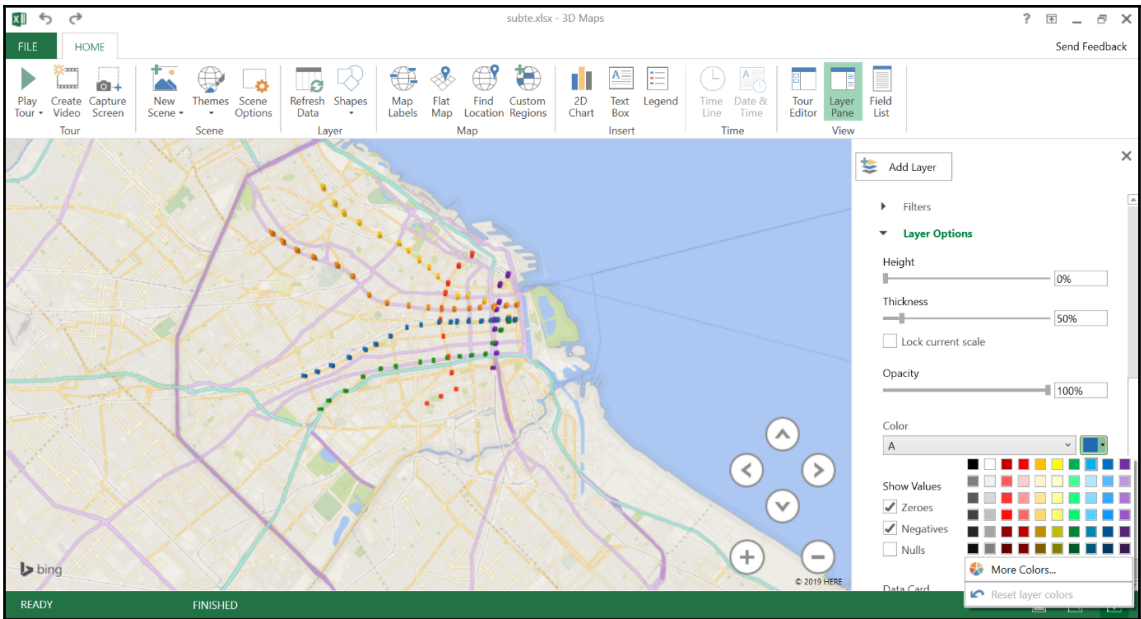 subte.xlsx - 3D Maps
FILE HOME Send Feedback
Play Tour
Create Video
Capture Screen
Tour
New Scene
Themes
Scene Options
Scene
Refresh Data
Shapes
Layer
Map Labels
Flat Map
Find Location
Custom Regions
Map
2D Chart
Text Box
Legend
Insert
Time Line
Date & Time
Time
Tour Editor
Layer Pane
Field List
View
Add Layer
Filters
Layer Options
Height
0%
Thickness
50%
Lock current scale
Opacity
100%
Color
A
Show Values
Zeroes
Negatives
Nulls
More Colors...
Data Card
Reset layer colors
bing
© 2019 HERE
READY FINISHED